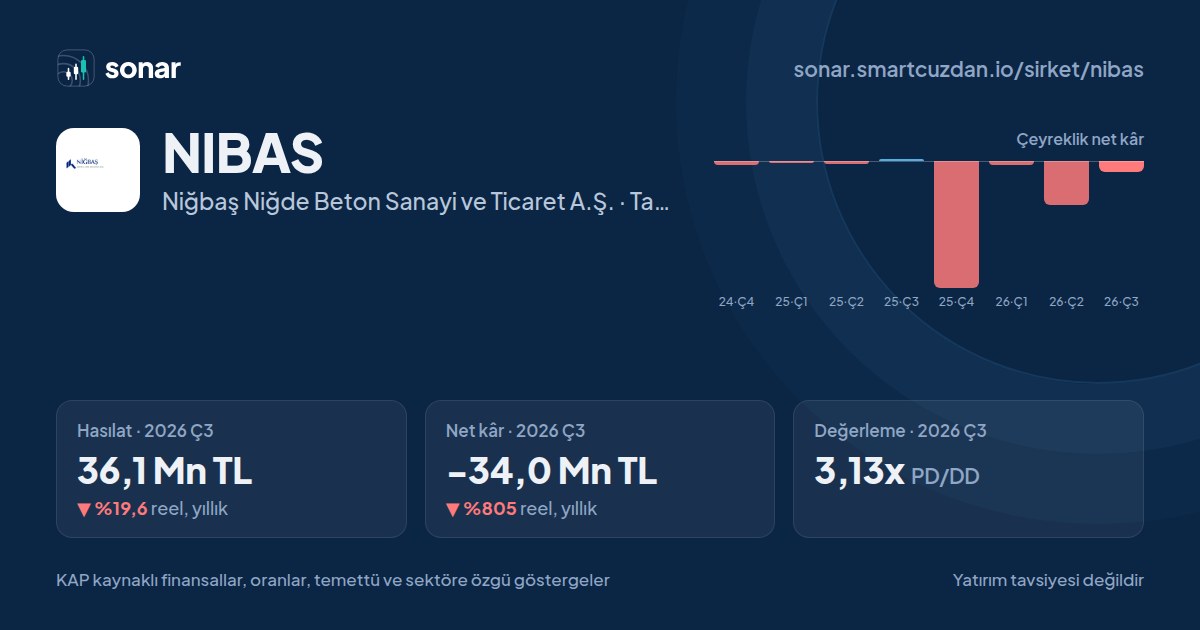 sonar
sonar.smartcuzdan.io/sirket/nibas
NİĞBAŞ
NIBAS
Niğbaş Niğde Beton Sanayi ve Ticaret A.Ş. · Ta…
Çeyreklik net kâr
24·Ç4 25·Ç1 25·Ç2 25·Ç3 25·Ç4 26·Ç1 26·Ç2 26·Ç3
Hasılat · 2026 Ç3
36,1 Mn TL
▼ %19,6 reel, yıllık
Net kâr · 2026 Ç3
−34,0 Mn TL
▼ %805 reel, yıllık
Değerleme · 2026 Ç3
3,13x PD/DD
KAP kaynaklı finansallar, oranlar, temettü ve sektöre özgü göstergeler
Yatırım tavsiyesi değildir